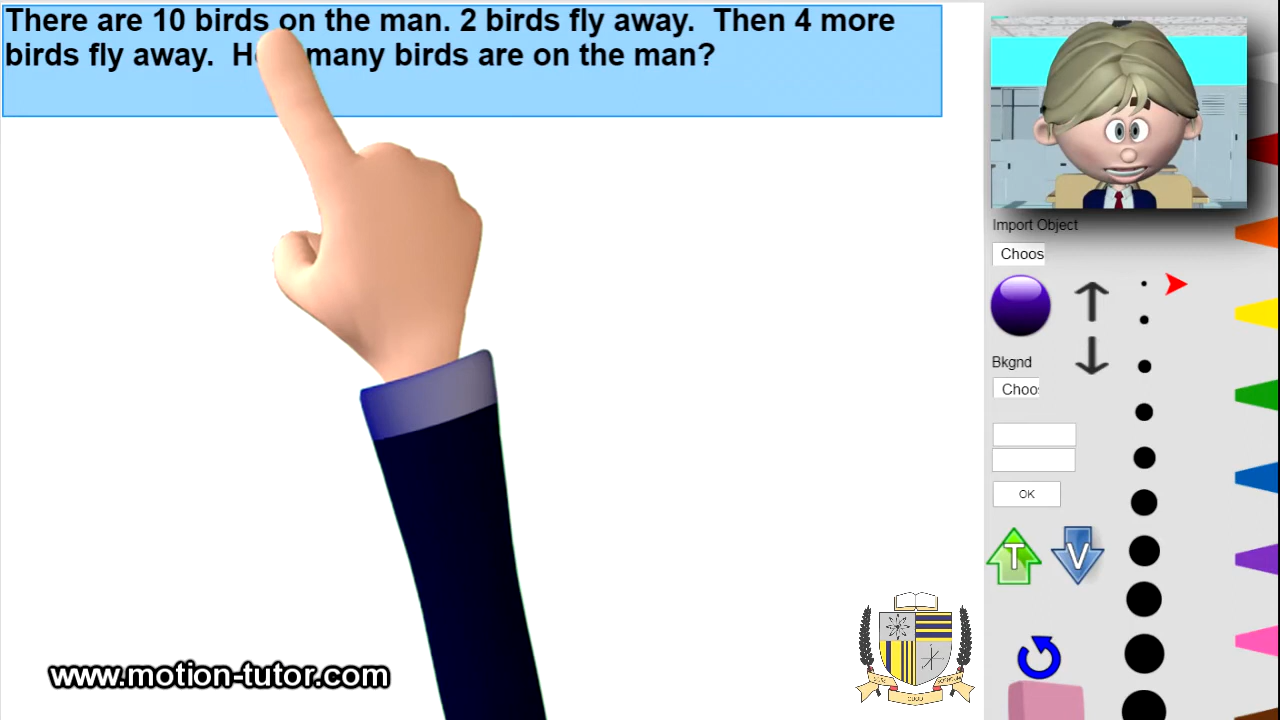 There are 10 birds on the man. 2 birds fly away.  Then 4 more
birds fly away.  How many birds are on the man?
Import Object
Choos
Bkgnd
Choo
OK
T V
www.motion-tutor.com